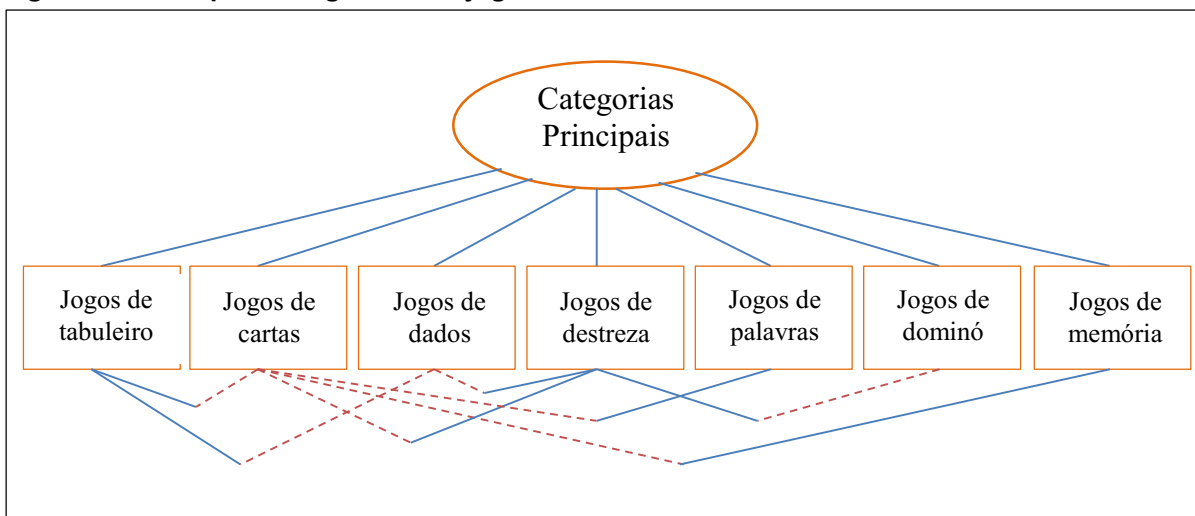 Categorias
Principais
Jogos de
tabuleiro
Jogos de
cartas
Jogos de
dados
Jogos de
destreza
Jogos de
palavras
Jogos de
dominó
Jogos de
memória